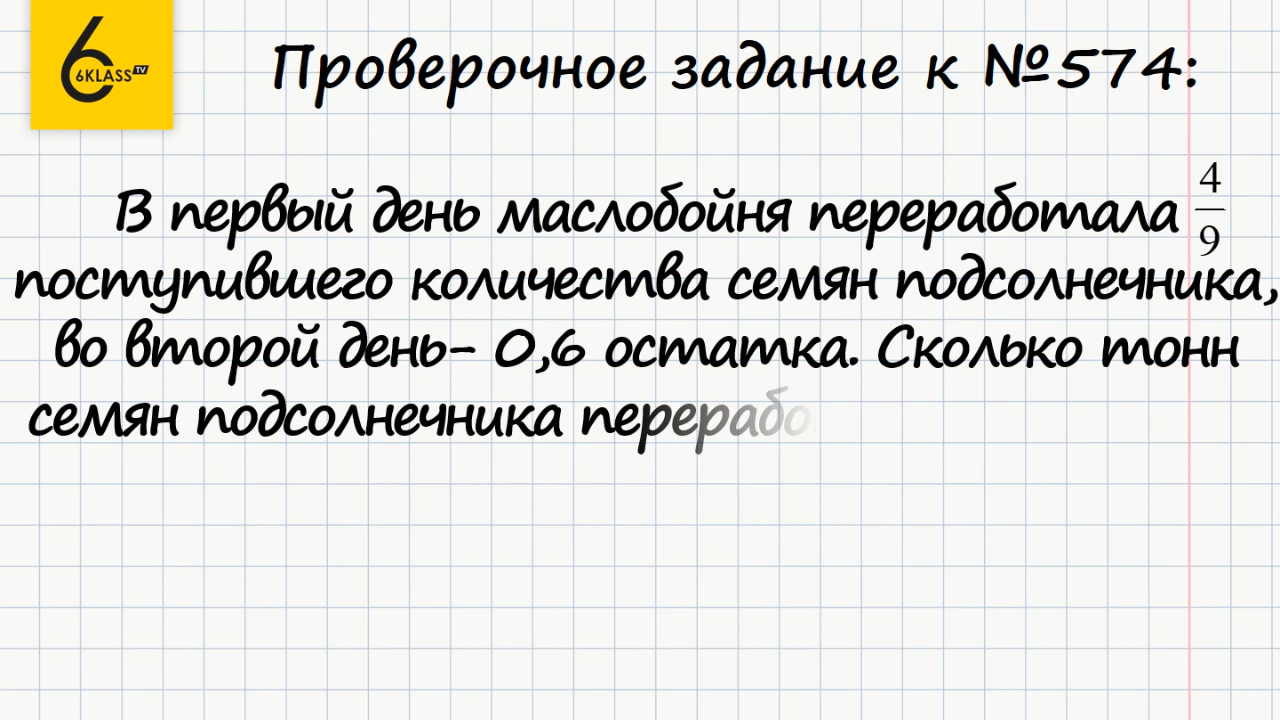 6KLASS TV
Проверочное задание к №574:
В первый день маслобойня переработала 4/9
поступившего количества семян подсолнечника,
во второй день- 0,6 остатка. Сколько тонн
семян подсолнечника перерабо